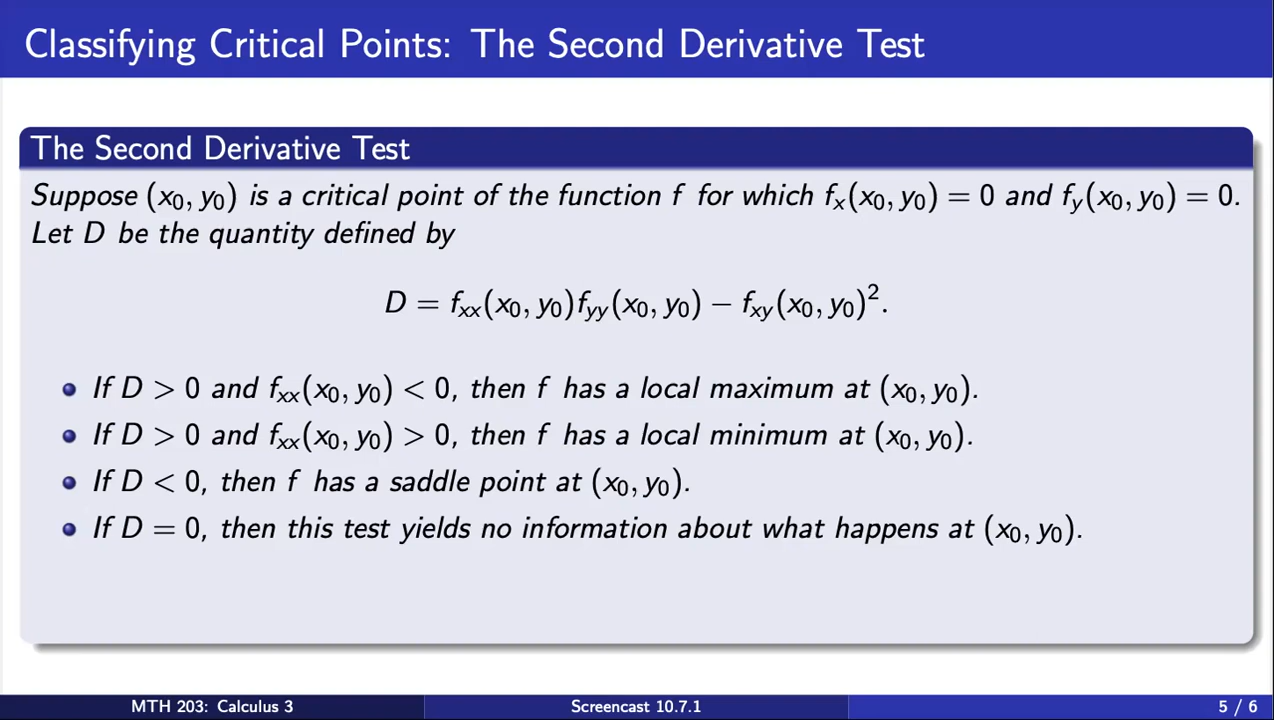 Classifying Critical Points: The Second Derivative Test
The Second Derivative Test
Suppose (x₀, y₀) is a critical point of the function f for which fₓ(x₀, y₀) = 0 and f_y(x₀, y₀) = 0.
Let D be the quantity defined by
D = fₓₓ(x₀, y₀)f_yy(x₀, y₀) − f_xy(x₀, y₀)².
If D > 0 and fₓₓ(x₀, y₀) < 0, then f has a local maximum at (x₀, y₀).
If D > 0 and fₓₓ(x₀, y₀) > 0, then f has a local minimum at (x₀, y₀).
If D < 0, then f has a saddle point at (x₀, y₀).
If D = 0, then this test yields no information about what happens at (x₀, y₀).
MTH 203: Calculus 3
Screencast 10.7.1
5 / 6